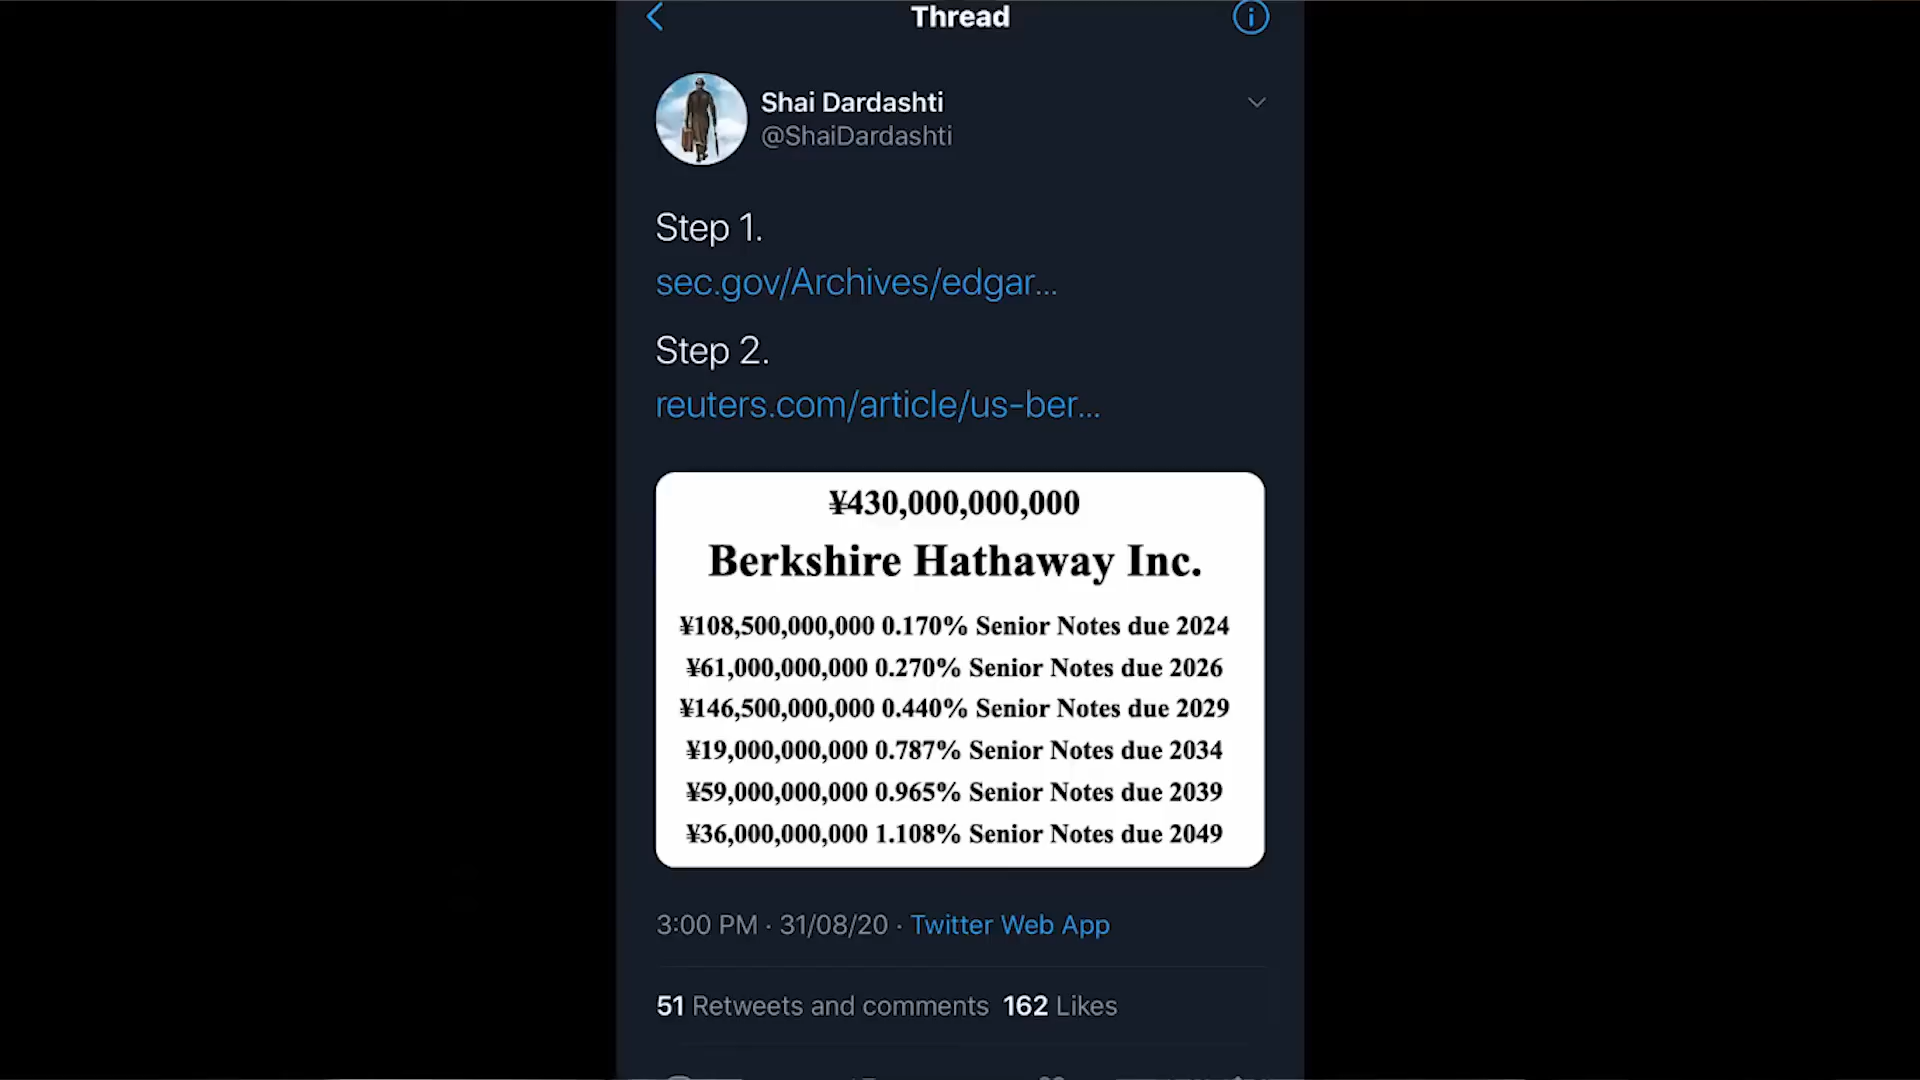 Thread
Shai Dardashti
@ShaiDardashti
Step 1.
sec.gov/Archives/edgar...
Step 2.
reuters.com/article/us-ber...
¥430,000,000,000
Berkshire Hathaway Inc.
¥108,500,000,000 0.170% Senior Notes due 2024
¥61,000,000,000 0.270% Senior Notes due 2026
¥146,500,000,000 0.440% Senior Notes due 2029
¥19,000,000,000 0.787% Senior Notes due 2034
¥59,000,000,000 0.965% Senior Notes due 2039
¥36,000,000,000 1.108% Senior Notes due 2049
3:00 PM · 31/08/20 · Twitter Web App
51 Retweets and comments 162 Likes